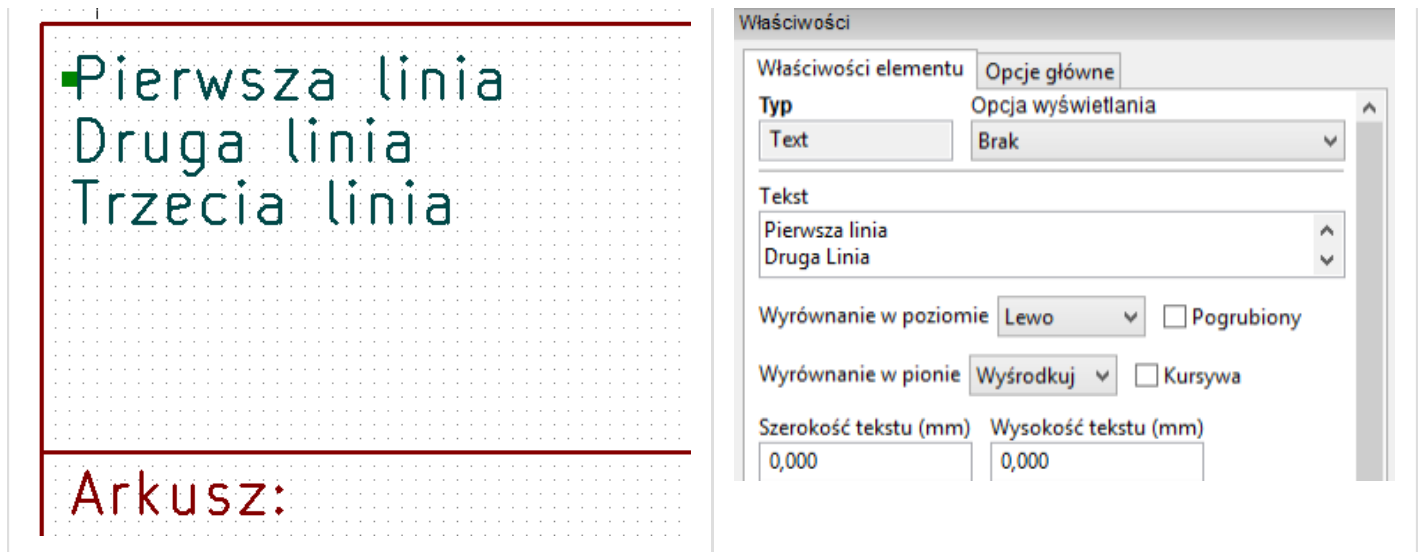 Pierwsza linia
Druga linia
Trzecia linia
Arkusz:
Właściwości
Właściwości elementu
Opcje główne
Typ
Opcja wyświetlania
Text
Brak
Tekst
Pierwsza linia
Druga Linia
Wyrównanie w poziomie Lewo Pogrubiony
Wyrównanie w pionie Wyśrodkuj Kursywa
Szerokość tekstu (mm) Wysokość tekstu (mm)
0,000 0,000